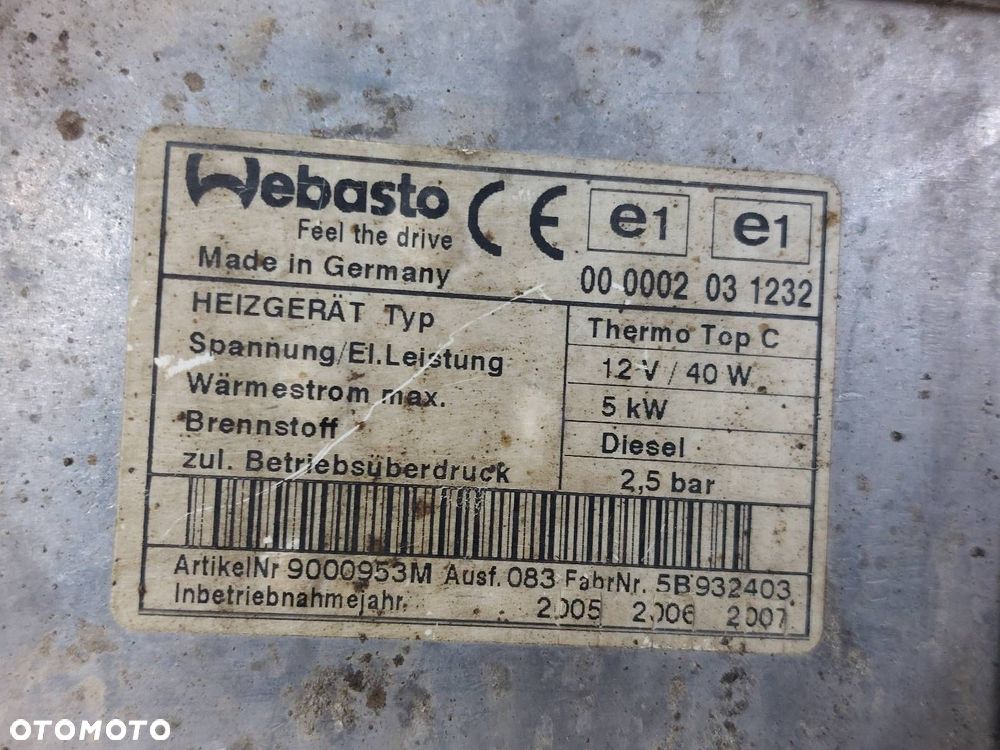 Webasto
Feel the drive
CE e1 e1
Made in Germany
00 0002 03 1232
HEIZGERÄT Typ Thermo Top C
Spannung/El.Leistung 12 V / 40 W
Wärmestrom max. 5 kW
Brennstoff Diesel
zul. Betriebsüberdruck 2,5 bar
ArtikelNr 9000953M Ausf. 083 FabrNr. 5B932403
Inbetriebnahmejahr. 2005 2006 2007
OTOMOTO